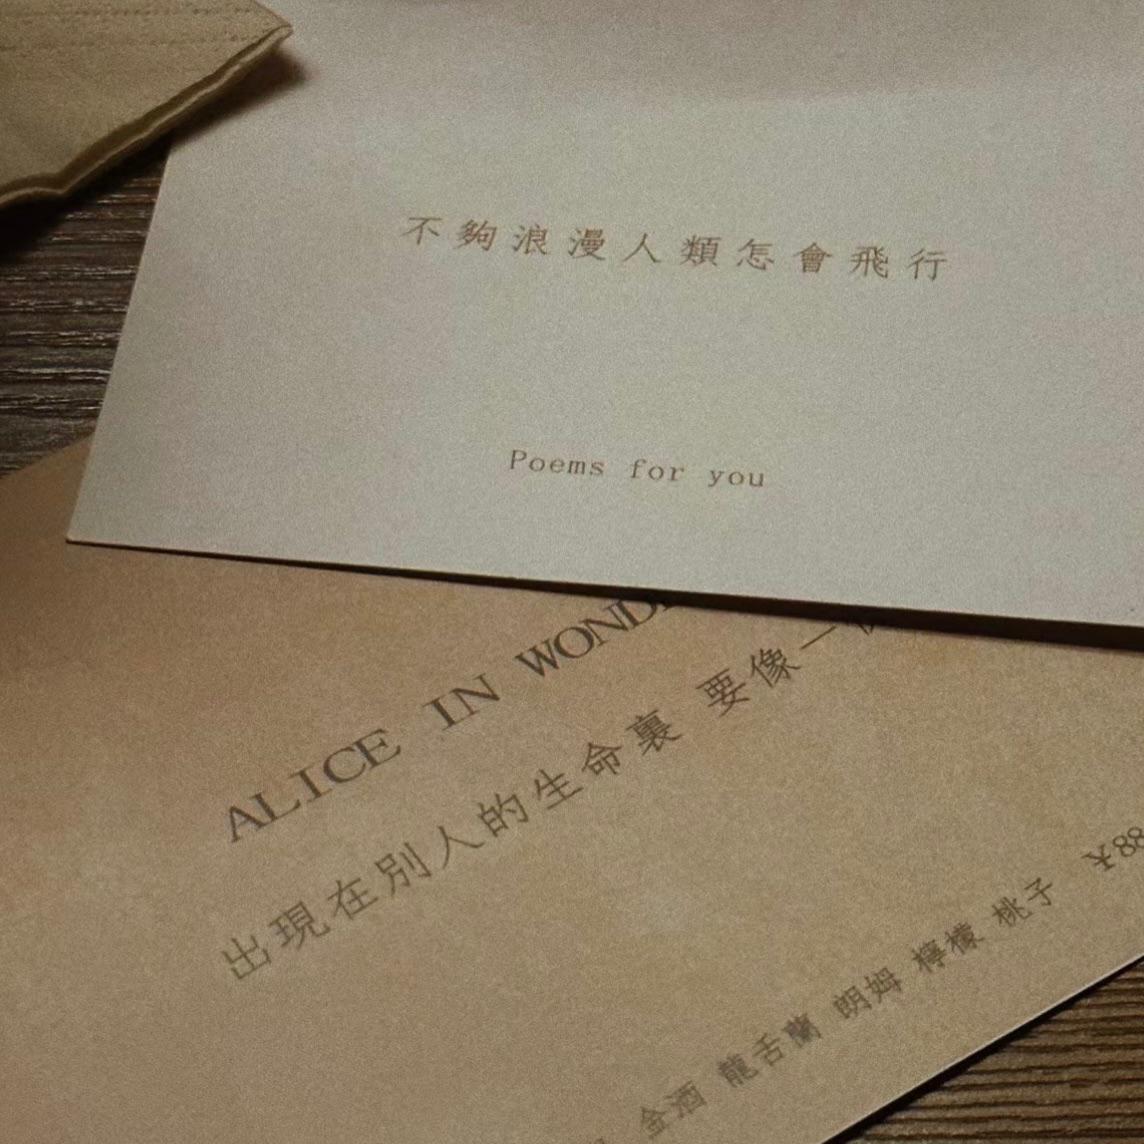 不夠浪漫人類怎會飛行
Poems for you
ALICE IN
出現在別人的生命裏 要像一
金酒 龍舌蘭 朗姆 檸檬 桃子 ¥88